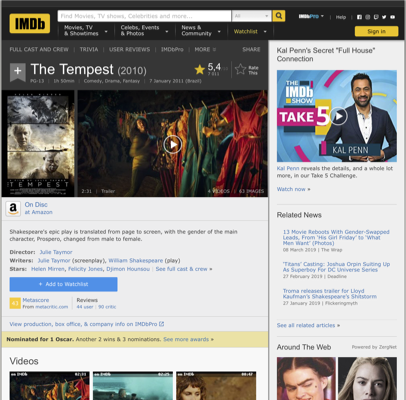 IMDb
Find Movies, TV shows, Celebrities and more...
All
IMDbPro
Help
Movies, TV & Showtimes
Celebs, Events & Photos
News & Community
Watchlist
Sign in
FULL CAST AND CREW | TRIVIA | USER REVIEWS | IMDbPro | MORE
SHARE
The Tempest (2010)
5,4
Rate This
PG-13 | 1h 50min | Comedy, Drama, Fantasy | 7 January 2011 (Brazil)
TEMPEST
2:31 | Trailer
4 VIDEOS
63 IMAGES
On Disc
at Amazon
Shakespeare's epic play is translated from page to screen, with the gender of the main character, Prospero, changed from male to female.
Director: Julie Taymor
Writers: Julie Taymor (screenplay), William Shakespeare (play)
Stars: Helen Mirren, Felicity Jones, Djimon Hounsou | See full cast & crew »
+ Add to Watchlist
Metascore
From metacritic.com
Reviews
44 user | 90 critic
View production, box office, & company info on IMDbPro
Nominated for 1 Oscar. Another 2 wins & 3 nominations. See more awards »
Videos
Kal Penn's Secret "Full House" Connection
THE IMDb SHOW
TAKE 5
KAL PENN
Kal Penn reveals the details, and a whole lot more, in our Take 5 Challenge.
Watch now »
Related News
13 Movie Reboots With Gender-Swapped Leads, From 'His Girl Friday' to 'What Men Want' (Photos)
08 March 2019 | The Wrap
'Titans' Casting: Joshua Orpin Suiting Up As Superboy For DC Universe Series
27 February 2019 | Deadline
Troma releases trailer for Lloyd Kaufman's Shakespeare's Shitstorm
24 January 2019 | Flickeringmyth
See all related articles »
Around The Web
Powered by ZergNet